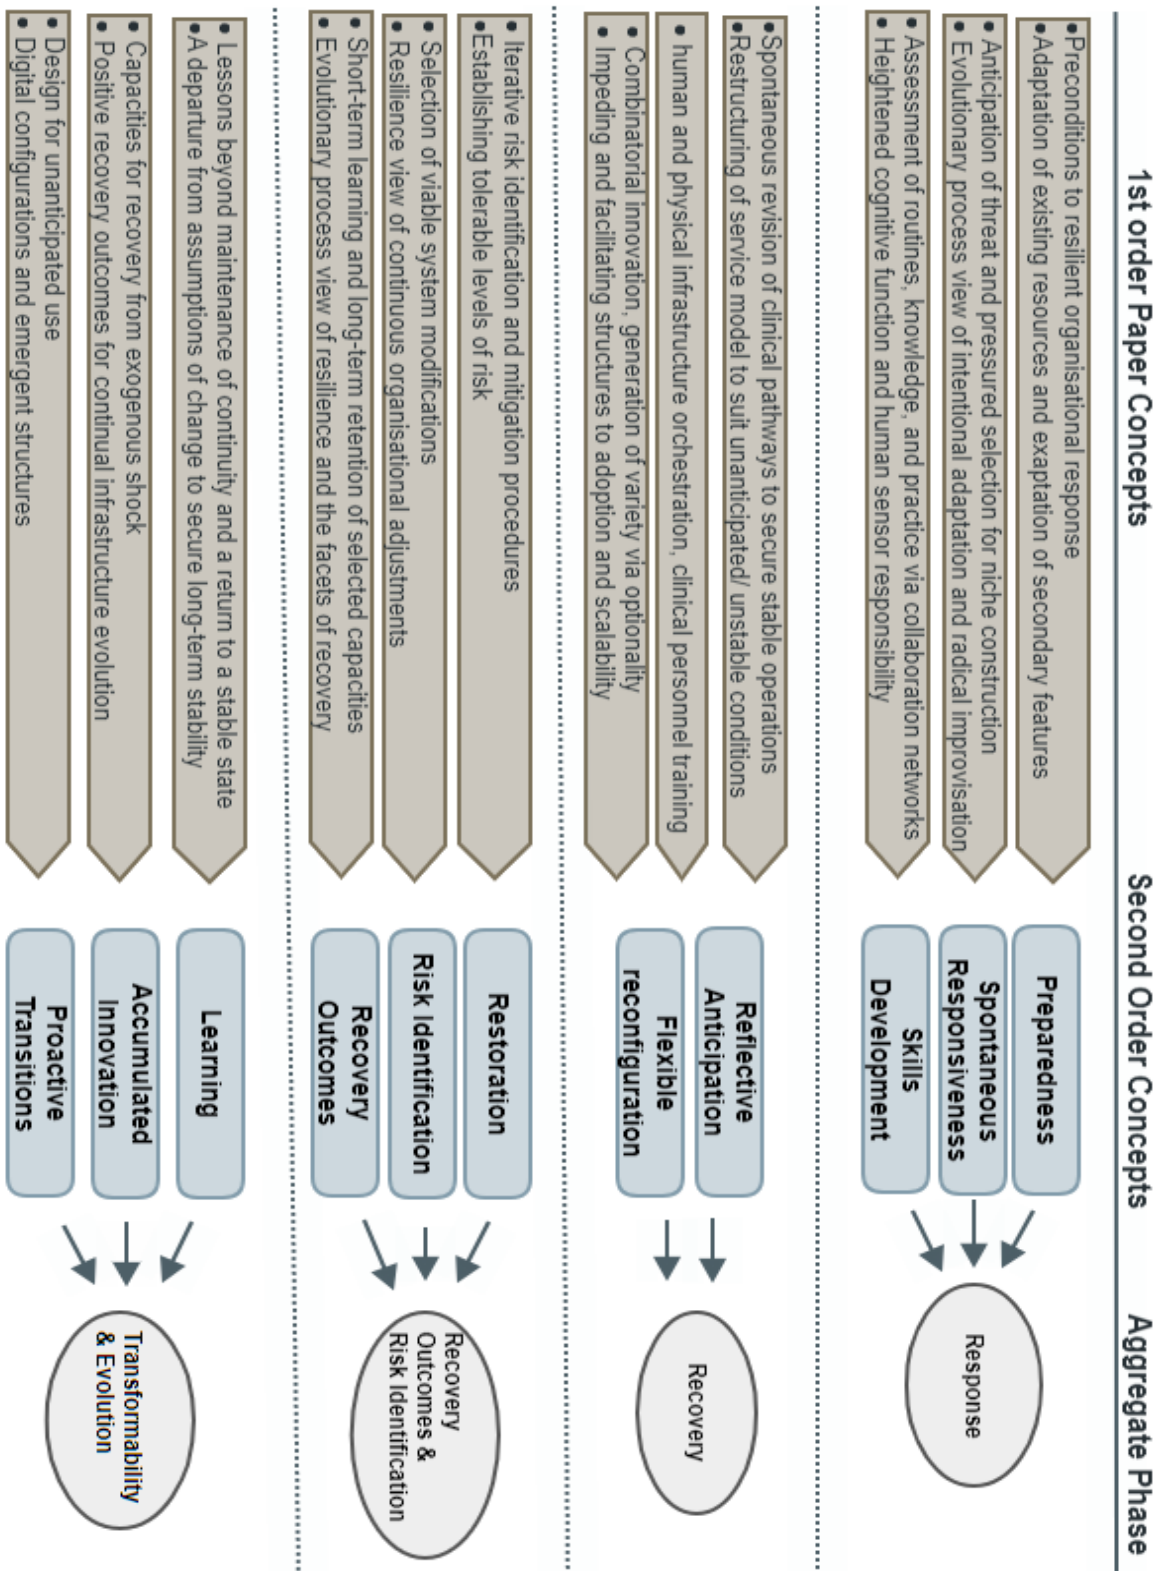 1st order Paper Concepts
Second Order Concepts
Aggregate Phase
•Preconditions to resilient organisational response
•Adaptation of existing resources and exaptation of secondary features
• Anticipation of threat and pressured selection for niche construction
• Evolutionary process view of intentional adaptation and radical improvisation
• Assessment of routines, knowledge, and practice via collaboration networks
• Heightened cognitive function and human sensor responsibility
Preparedness
Spontaneous
Responsiveness
Skills
Development
Response
•Spontaneous revision of clinical pathways to secure stable operations
•Restructuring of service model to suit unanticipated/ unstable conditions
• human and physical infrastructure orchestration, clinical personnel training
• Combinatorial innovation, generation of variety via optionality
• Impeding and facilitating structures to adoption and scalability
Reflective
Anticipation
Flexible
reconfiguration
Recovery
• Iterative risk identification and mitigation procedures
•Establishing tolerable levels of risk
• Selection of viable system modifications
• Resilience view of continuous organisational adjustments
• Short-term learning and long-term retention of selected capacities
• Evolutionary process view of resilience and the facets of recovery
Restoration
Risk Identification
Recovery
Outcomes
Recovery
Outcomes &
Risk Identification
• Lessons beyond maintenance of continuity and a return to a stable state
•A departure from assumptions of change to secure long-term stability
• Capacities for recovery from exogenous shock
• Positive recovery outcomes for continual infrastructure evolution
• Design for unanticipated use
• Digital configurations and emergent structures
Learning
Accumulated
Innovation
Proactive
Transitions
Transformability
& Evolution